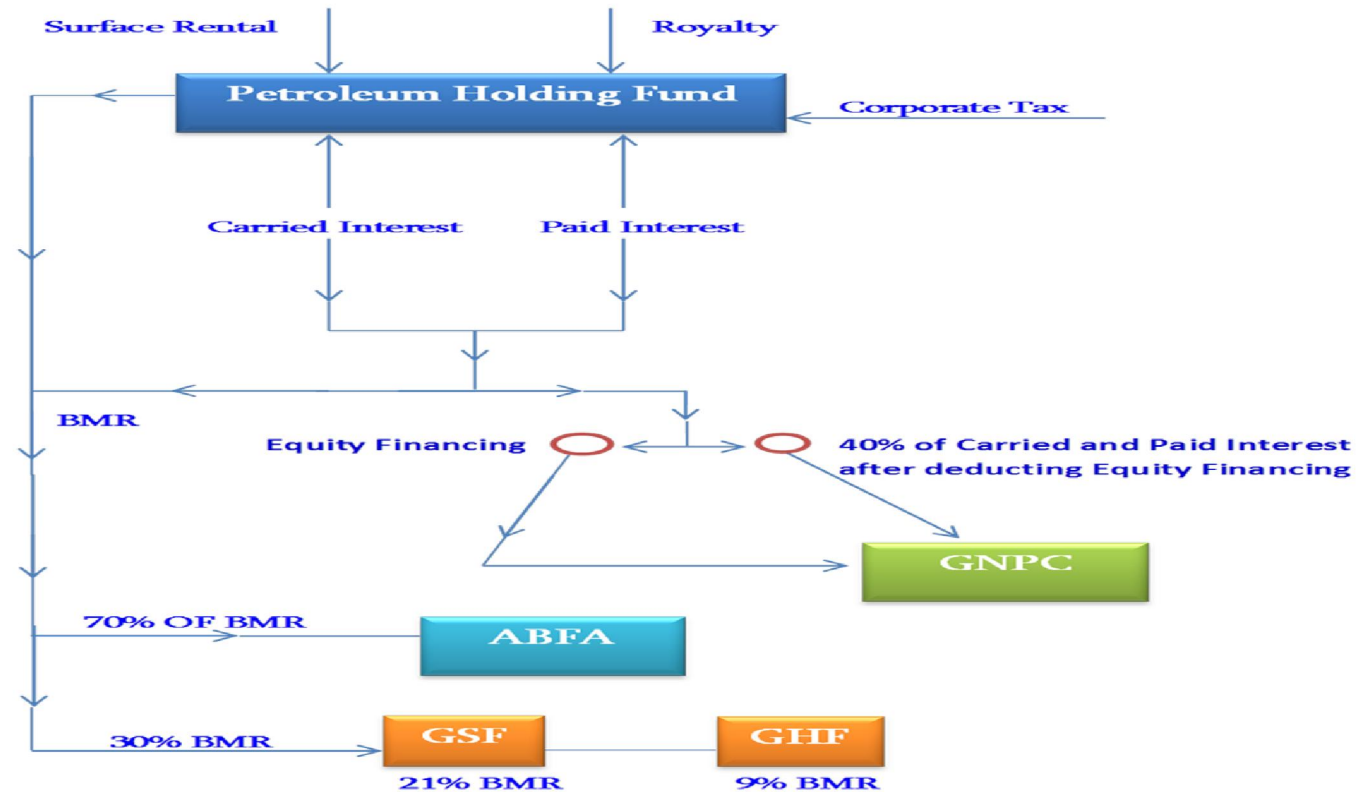 Surface Rental
Royalty
Petroleum Holding Fund
Corporate Tax
Carried Interest
Paid Interest
BMR
Equity Financing
40% of Carried and Paid Interest
after deducting Equity Financing
GNPC
70% OF BMR
ABFA
30% BMR
GSF
GHF
21% BMR
9% BMR